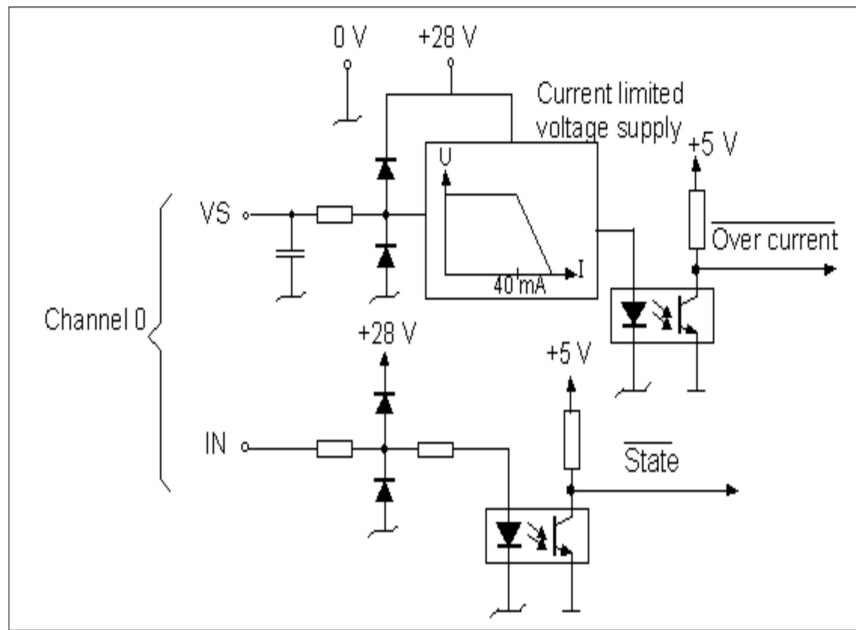 0 V
+28 V
Current limited
voltage supply
+5 V
U
VS
Over current
I
40 mA
Channel 0
+28 V
+5 V
IN
State